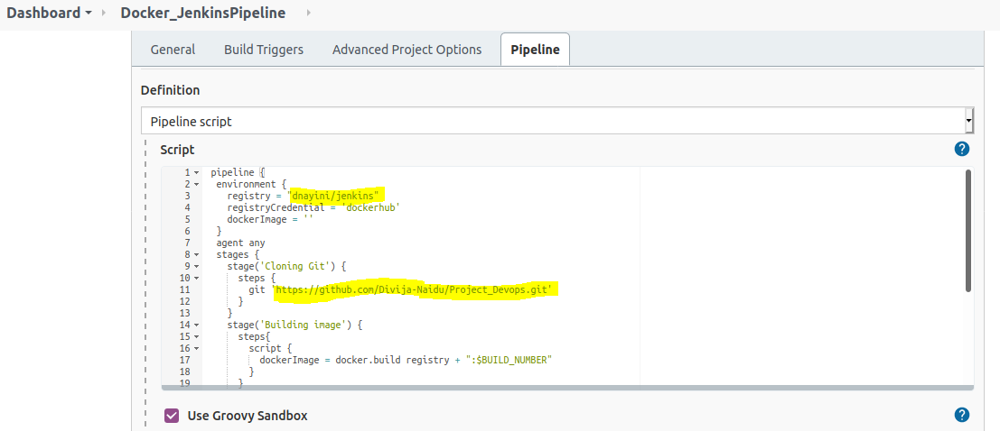 Dashboard Docker_JenkinsPipeline
General Build Triggers Advanced Project Options Pipeline
Definition
Pipeline script
Script ?
1 pipeline {
2 environment {
3 registry = "dnayini/jenkins"
4 registryCredential = 'dockerhub'
5 dockerImage = ''
6 }
7 agent any
8 stages {
9 stage('Cloning Git') {
10 steps {
11 git 'https://github.com/Divija-Naidu/Project_Devops.git'
12 }
13 }
14 stage('Building image') {
15 steps{
16 script {
17 dockerImage = docker.build registry + ":$BUILD_NUMBER"
18 }
19 }
Use Groovy Sandbox ?